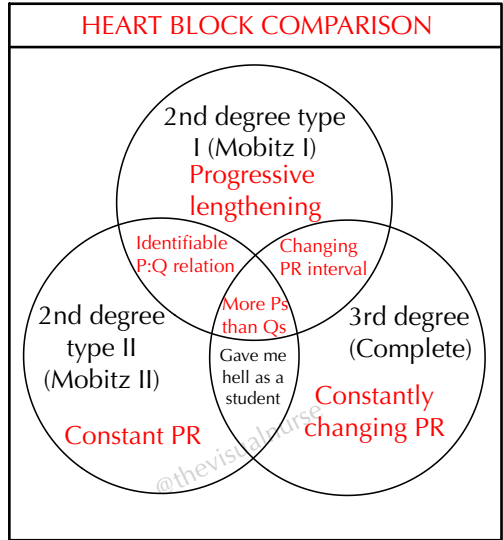 HEART BLOCK COMPARISON
2nd degree type
I (Mobitz I)
Progressive
lengthening
Identifiable
P:Q relation
Changing
PR interval
More Ps
than Qs
2nd degree
type II
(Mobitz II)
Constant PR
Gave me
hell as a
student
3rd degree
(Complete)
Constantly
changing PR
@thevisualnurse